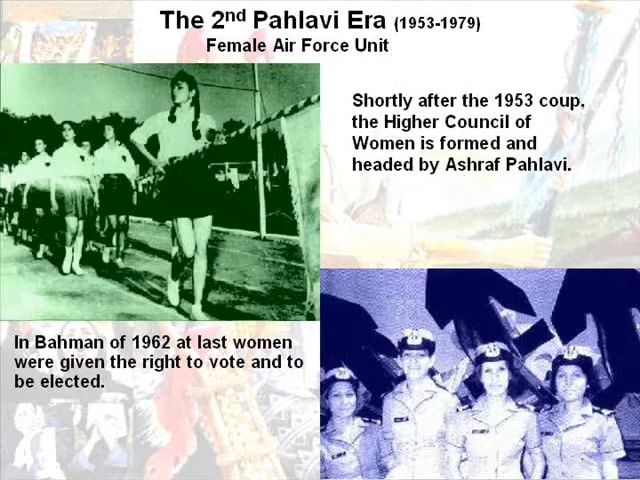 The 2nd Pahlavi Era (1953-1979)
Female Air Force Unit
Shortly after the 1953 coup,
the Higher Council of
Women is formed and
headed by Ashraf Pahlavi.
In Bahman of 1962 at last women
were given the right to vote and to
be elected.